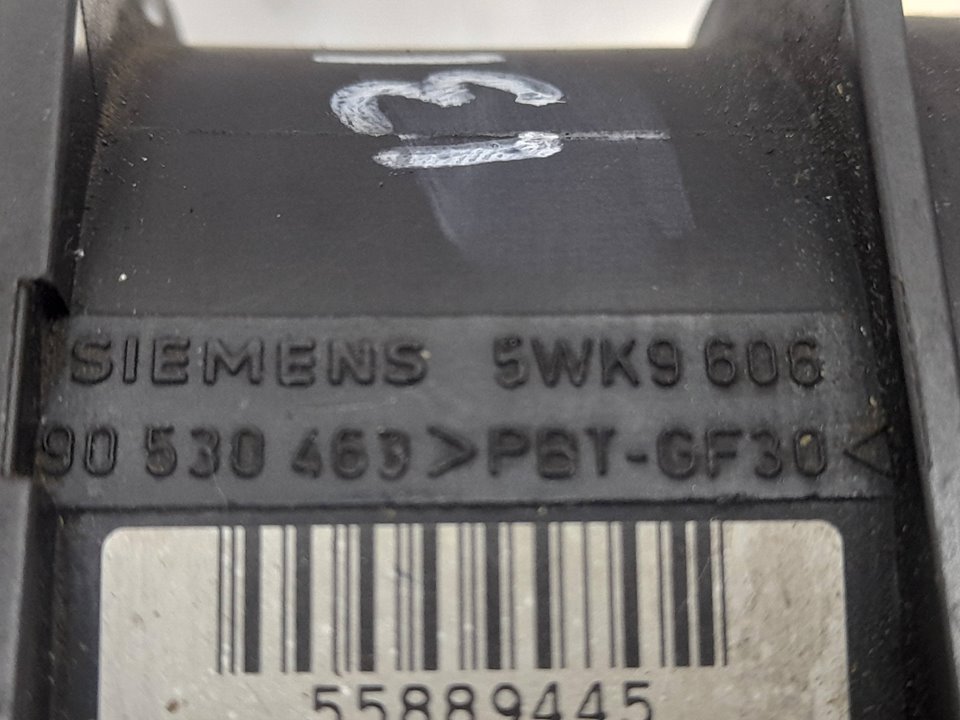 SIEMENS 5WK9 606
90 530 463 >PBT-GF30<
55889445